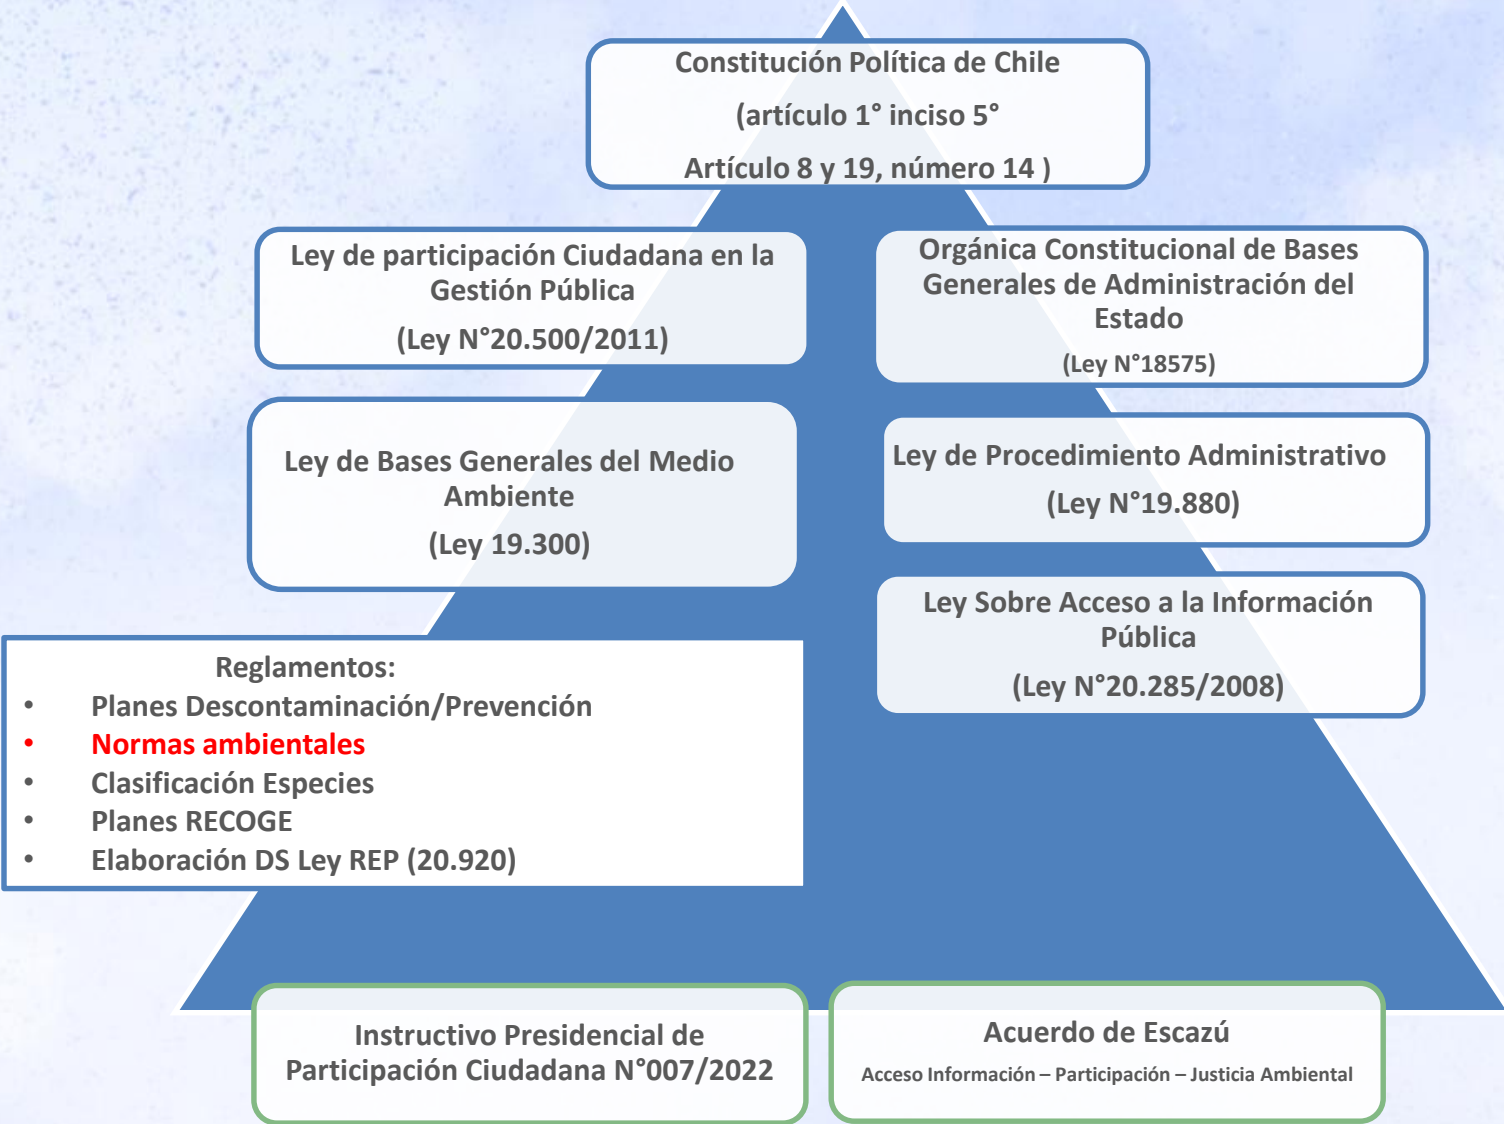 Constitución Política de Chile
(artículo 1° inciso 5°
Artículo 8 y 19, número 14 )
Ley de participación Ciudadana en la
Gestión Pública
(Ley N°20.500/2011)
Orgánica Constitucional de Bases
Generales de Administración del
Estado
(Ley N°18575)
Ley de Bases Generales del Medio
Ambiente
(Ley 19.300)
Ley de Procedimiento Administrativo
(Ley N°19.880)
Ley Sobre Acceso a la Información
Pública
(Ley N°20.285/2008)
Reglamentos:
• Planes Descontaminación/Prevención
• Normas ambientales
• Clasificación Especies
• Planes RECOGE
• Elaboración DS Ley REP (20.920)
Instructivo Presidencial de
Participación Ciudadana N°007/2022
Acuerdo de Escazú
Acceso Información – Participación – Justicia Ambiental